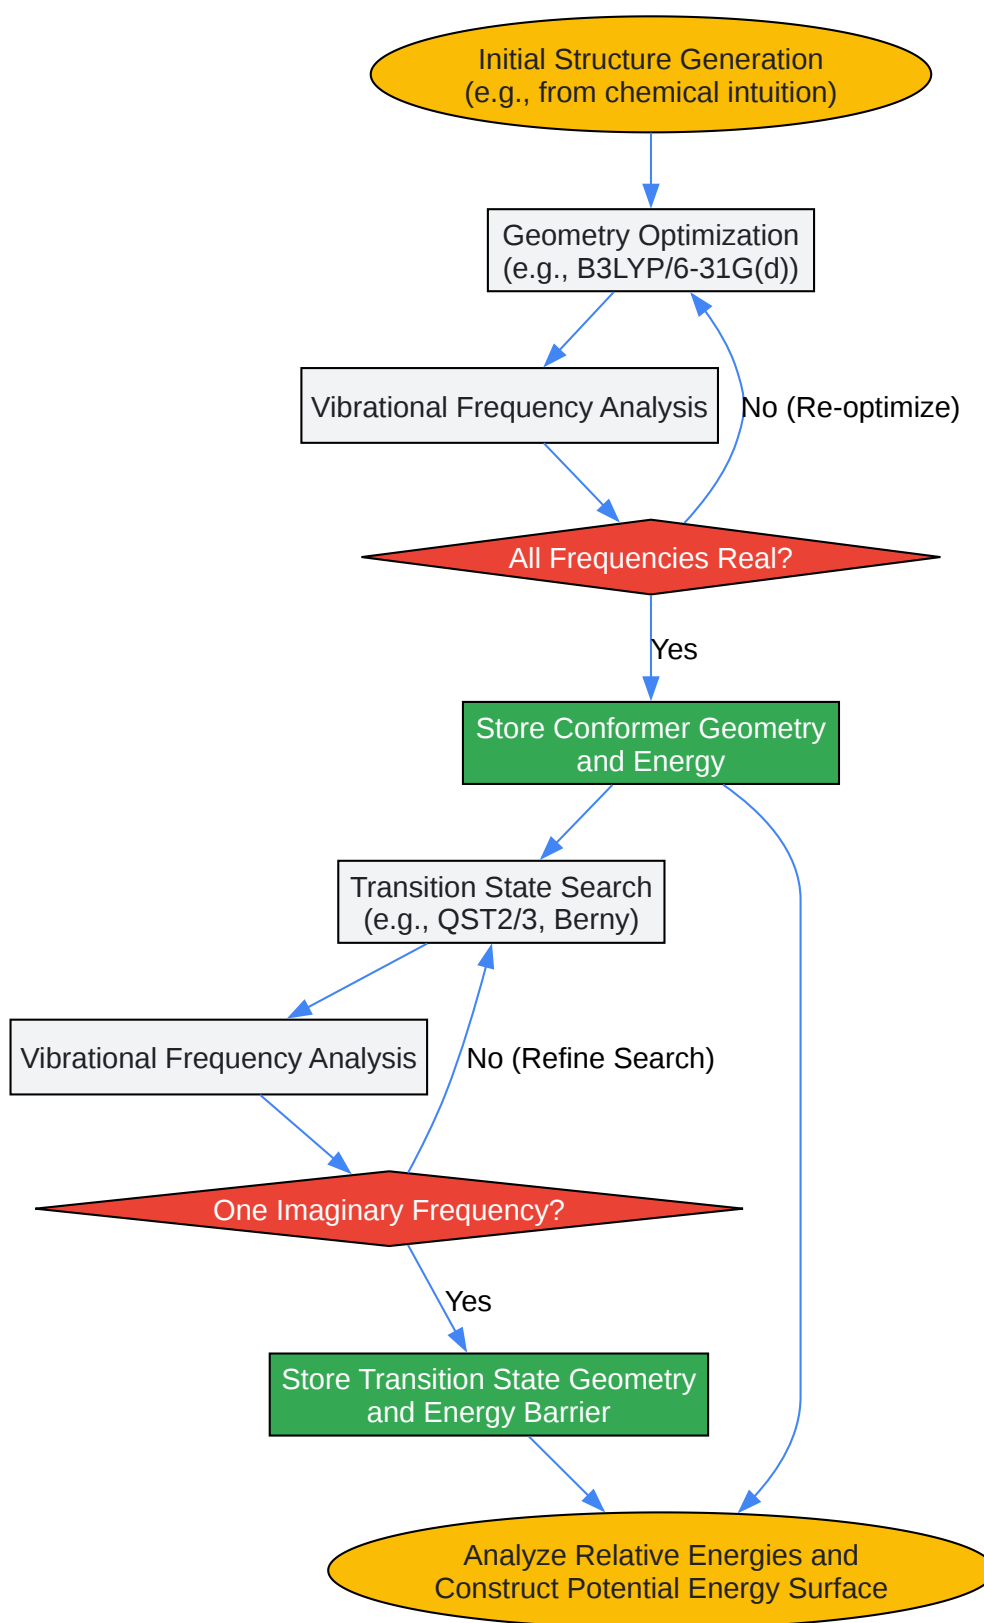 Initial Structure Generation
(e.g., from chemical intuition)
Geometry Optimization
(e.g., B3LYP/6-31G(d))
Vibrational Frequency Analysis
No (Re-optimize)
All Frequencies Real?
Yes
Store Conformer Geometry
and Energy
Transition State Search
(e.g., QST2/3, Berny)
Vibrational Frequency Analysis
No (Refine Search)
One Imaginary Frequency?
Yes
Store Transition State Geometry
and Energy Barrier
Analyze Relative Energies and
Construct Potential Energy Surface